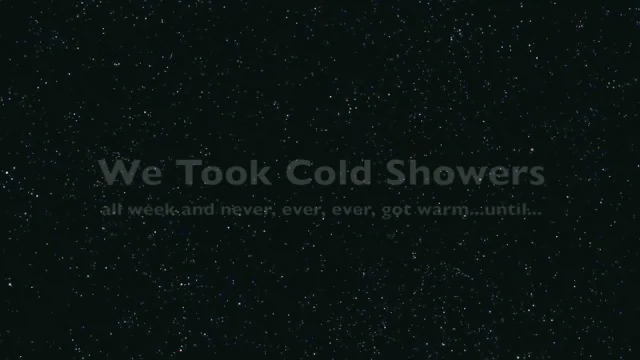 We Took Cold Showers
all week and never, ever, ever, got warm...until...